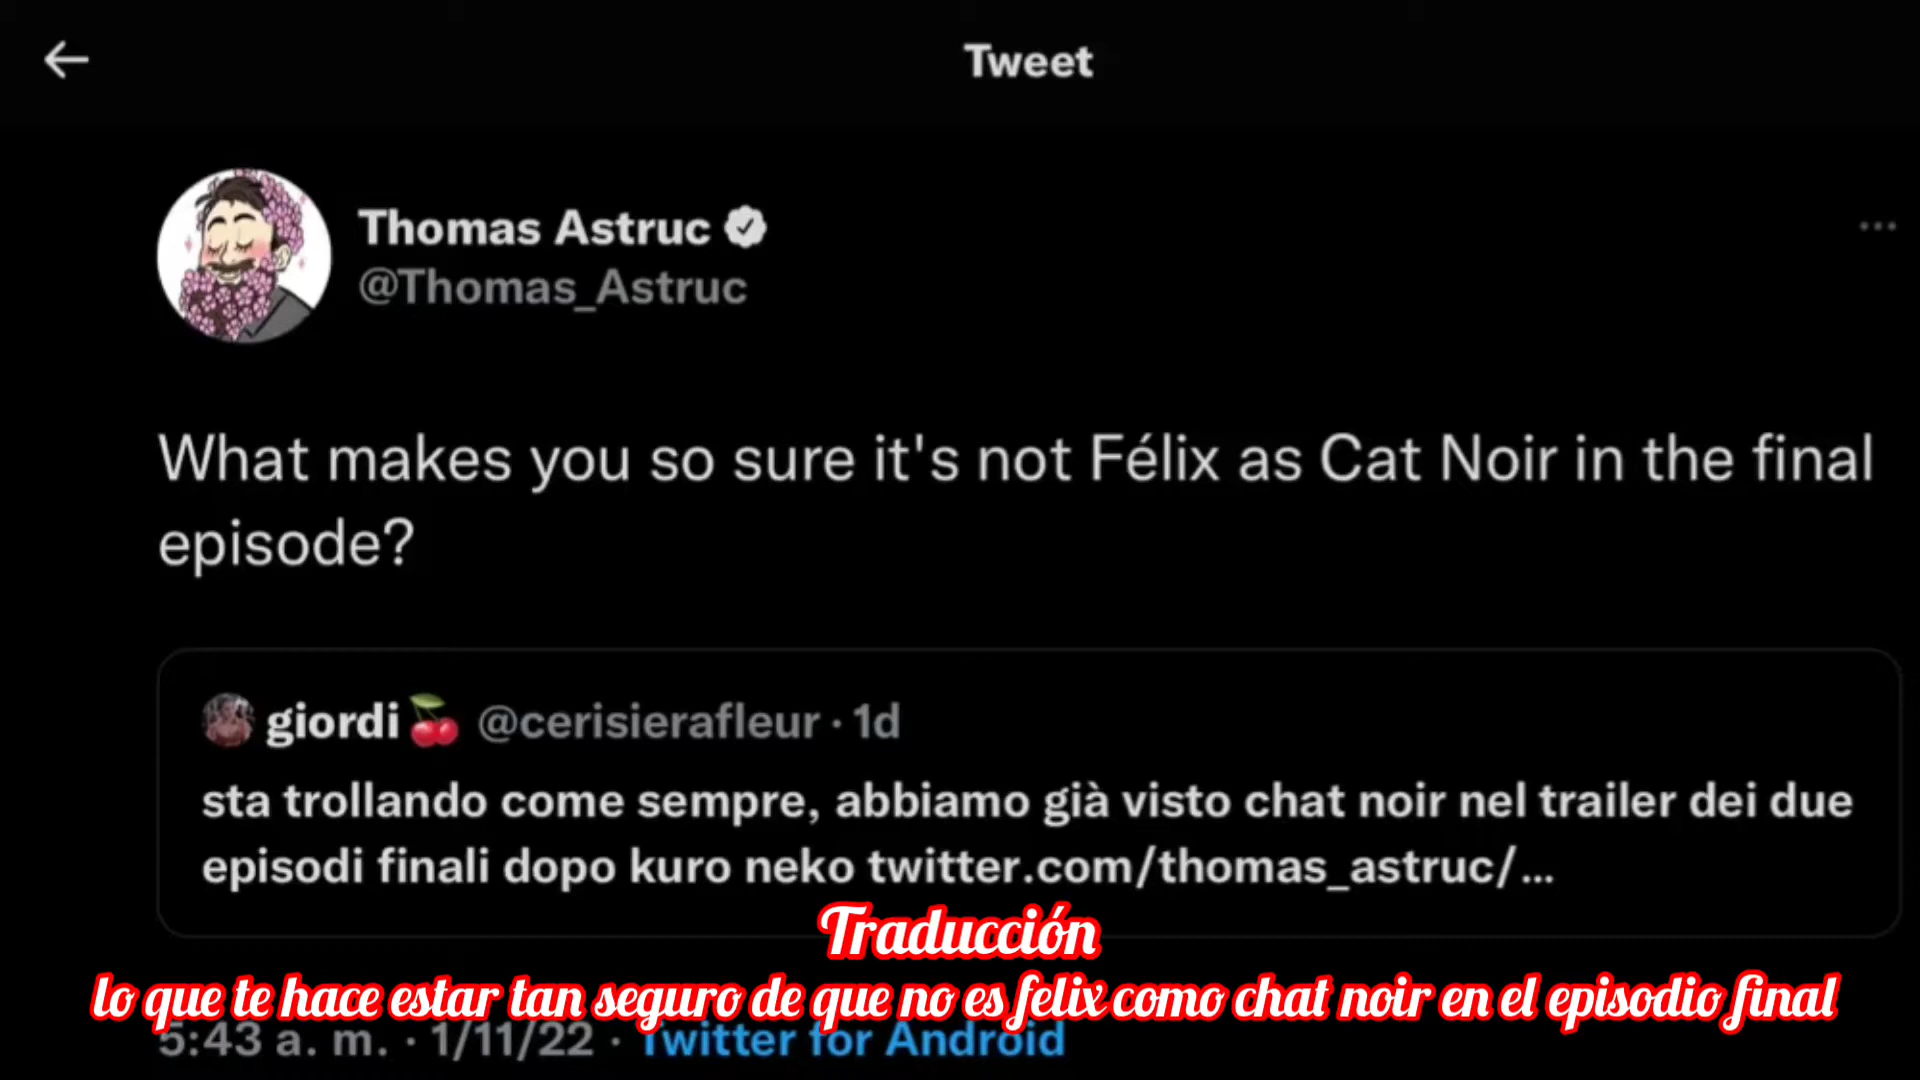 Tweet
Thomas Astruc
@Thomas_Astruc
What makes you so sure it's not Félix as Cat Noir in the final
episode?
giordi🍒 @cerisierafleur · 1d
sta trollando come sempre, abbiamo già visto chat noir nel trailer dei due
episodi finali dopo kuro neko twitter.com/thomas_astruc/...
Traducción
lo que te hace estar tan seguro de que no es felix como chat noir en el episodio final
5:43 a. m. · 1/11/22 · Twitter for Android